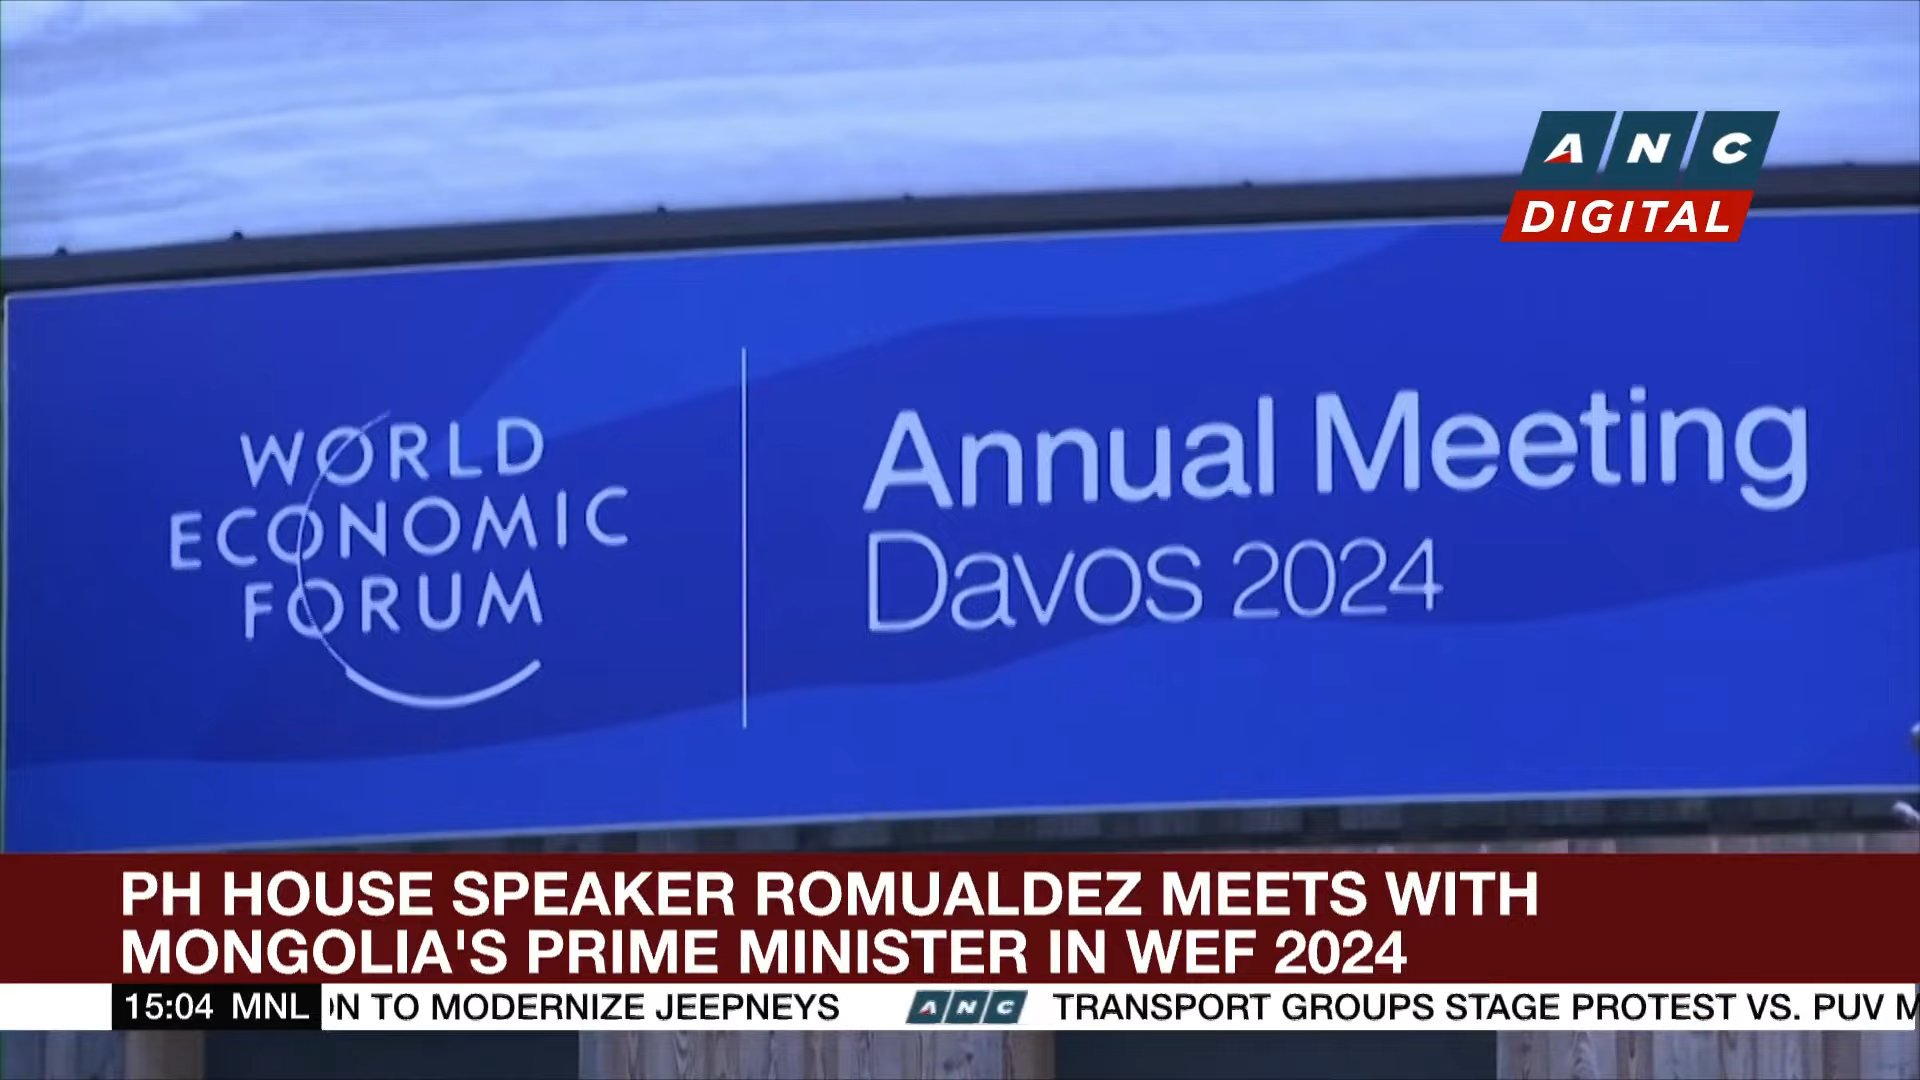 ANC
DIGITAL
WORLD
ECONOMIC
FORUM
Annual Meeting
Davos 2024
PH HOUSE SPEAKER ROMUALDEZ MEETS WITH
MONGOLIA'S PRIME MINISTER IN WEF 2024
15:04 MNL TO MODERNIZE JEEPNEYS ANC TRANSPORT GROUPS STAGE PROTEST VS. PUV